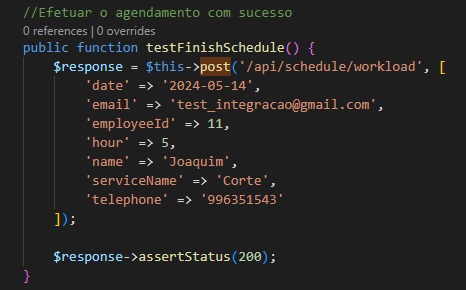 //Efetuar o agendamento com sucesso
0 references | 0 overrides
public function testFinishSchedule() {
    $response = $this->post('/api/schedule/workload', [
        'date' => '2024-05-14',
        'email' => 'test_integracao@gmail.com',
        'employeeId' => 11,
        'hour' => 5,
        'name' => 'Joaquim',
        'serviceName' => 'Corte',
        'telephone' => '996351543'
    ]);
    $response->assertStatus(200);
}